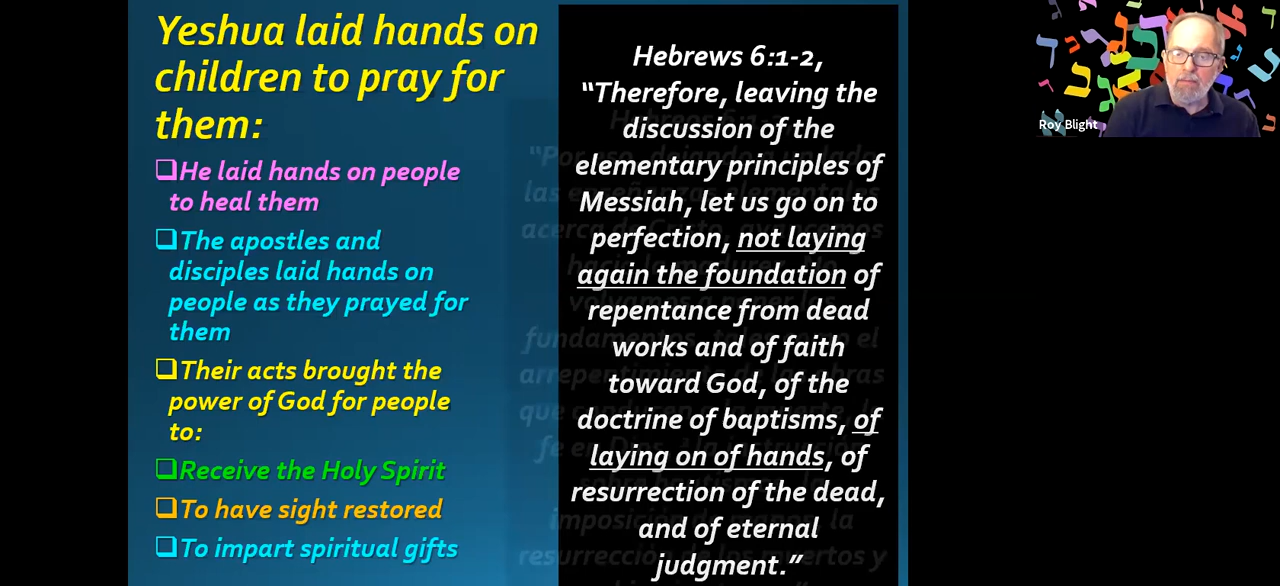 Yeshua laid hands on
children to pray for
them:
❑He laid hands on people
to heal them
❑The apostles and
disciples laid hands on
people as they prayed for
them
❑Their acts brought the
power of God for people
to:
❑Receive the Holy Spirit
❑To have sight restored
❑To impart spiritual gifts
Hebrews 6:1-2,
“Therefore, leaving the
discussion of the
elementary principles of
Messiah, let us go on to
perfection, not laying
again the foundation of
repentance from dead
works and of faith
toward God, of the
doctrine of baptisms, of
laying on of hands, of
resurrection of the dead,
and of eternal
judgment.”
Roy Blight